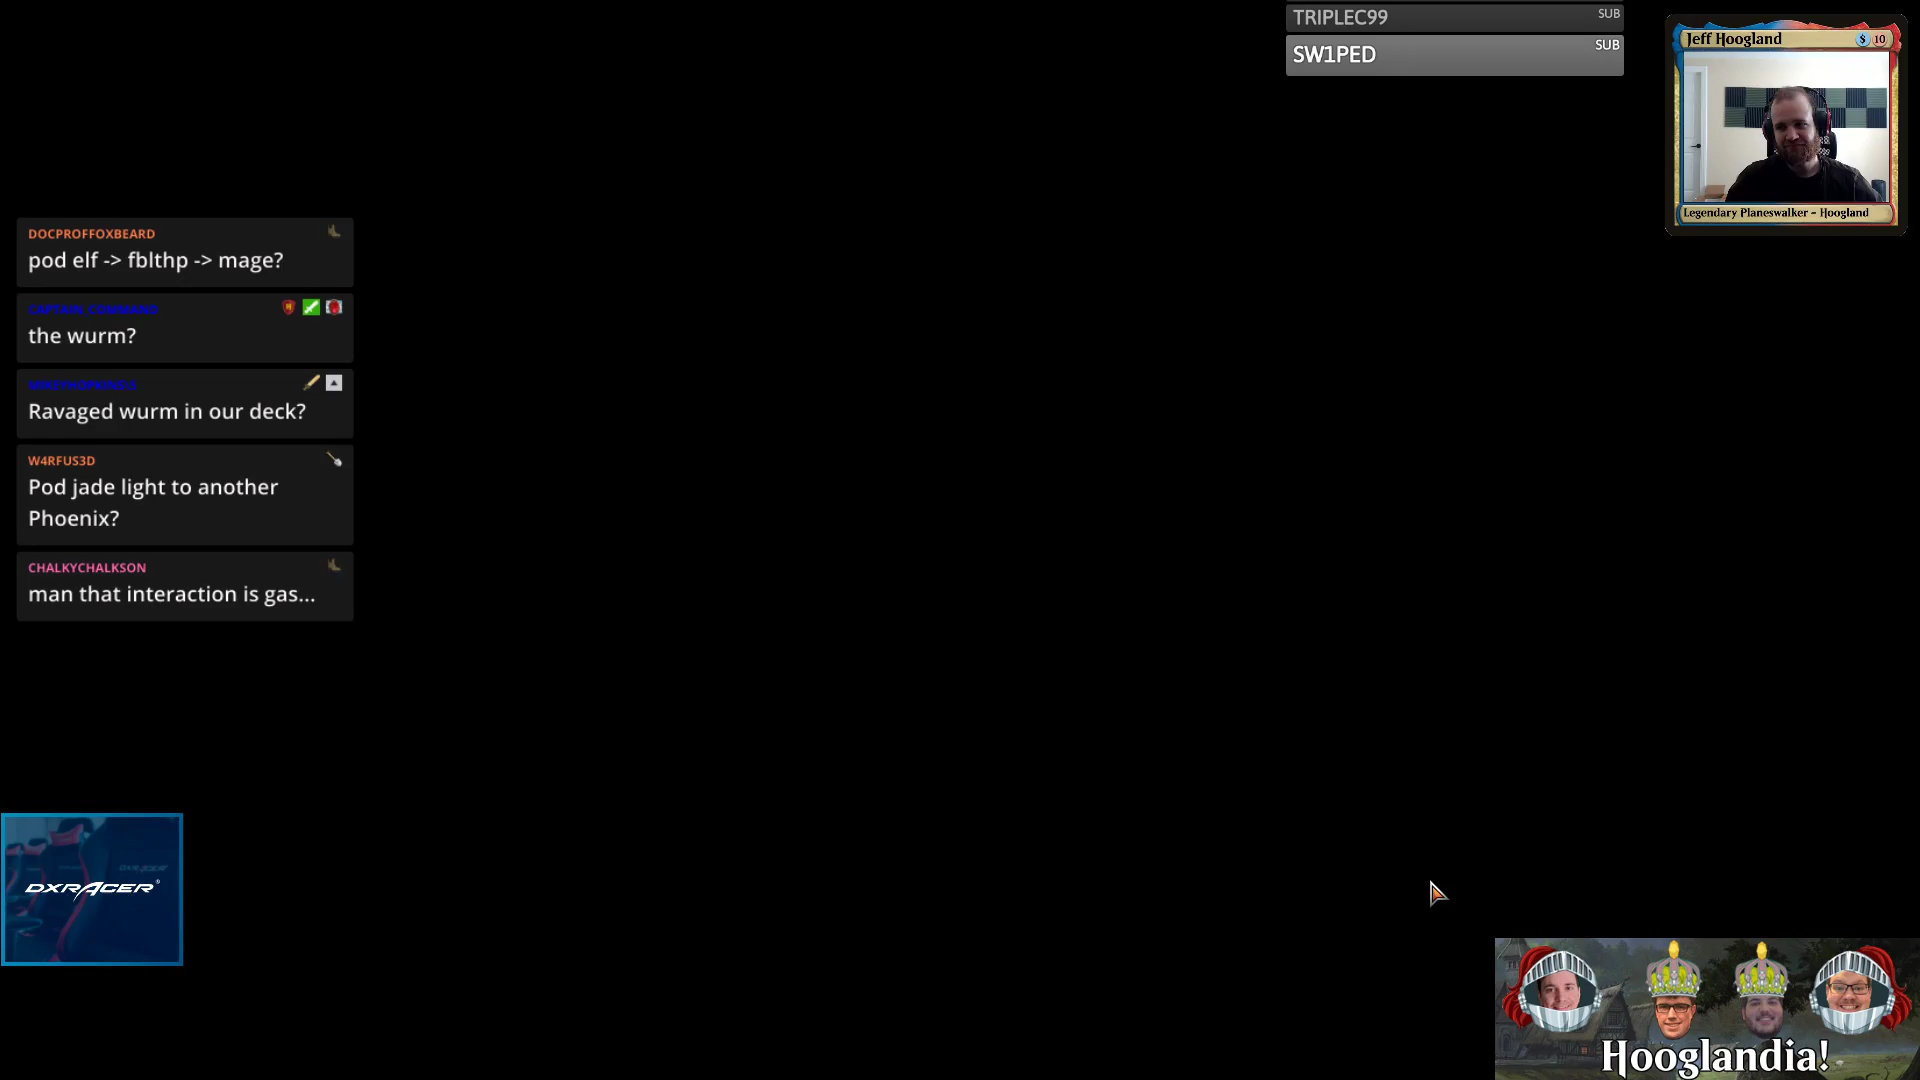 TRIPLEC99 SUB
SW1PED SUB
Jeff Hoogland $ 10
Legendary Planeswalker - Hoogland
DOCPROFFOXBEARD
pod elf -> fblthp -> mage?
CAPTAIN_COMMAND
the wurm?
Ravaged wurm in our deck?
W4RFUS3D
Pod jade light to another
Phoenix?
CHALKYCHALKSON
man that interaction is gas...
DXRACER®
Hooglandia!